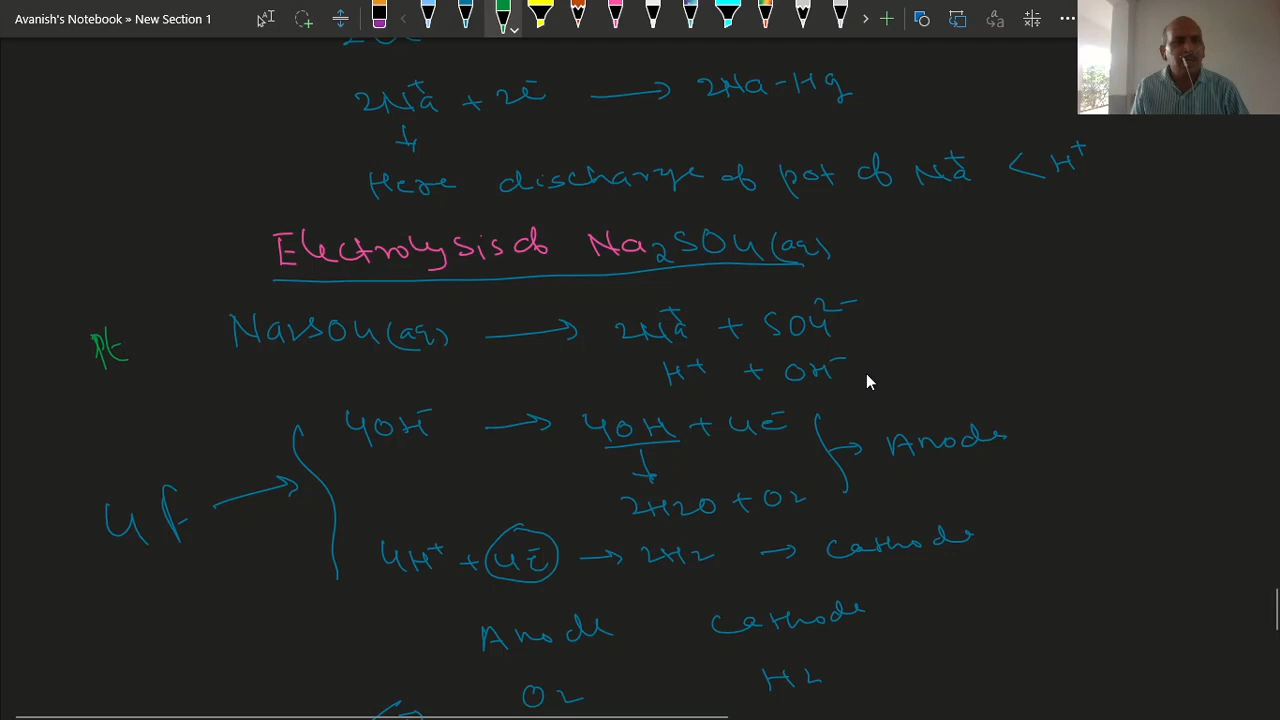 Avanish's Notebook » New Section 1
2Na⁺ + 2e⁻ → 2Na-Hg
↓
Here discharge of pot of Na⁺ < H⁺
Electrolysis of Na2SO4(aq)
Pt
Na2SO4(aq) → 2Na⁺ + SO4²⁻
H⁺ + OH⁻
4OH⁻ → 4OH + 4e⁻ } → Anode
↓
2H2O + O2
4F →
4H⁺ + 4e⁻ → 2H2 → Cathode
Anode Cathode
O2 H2